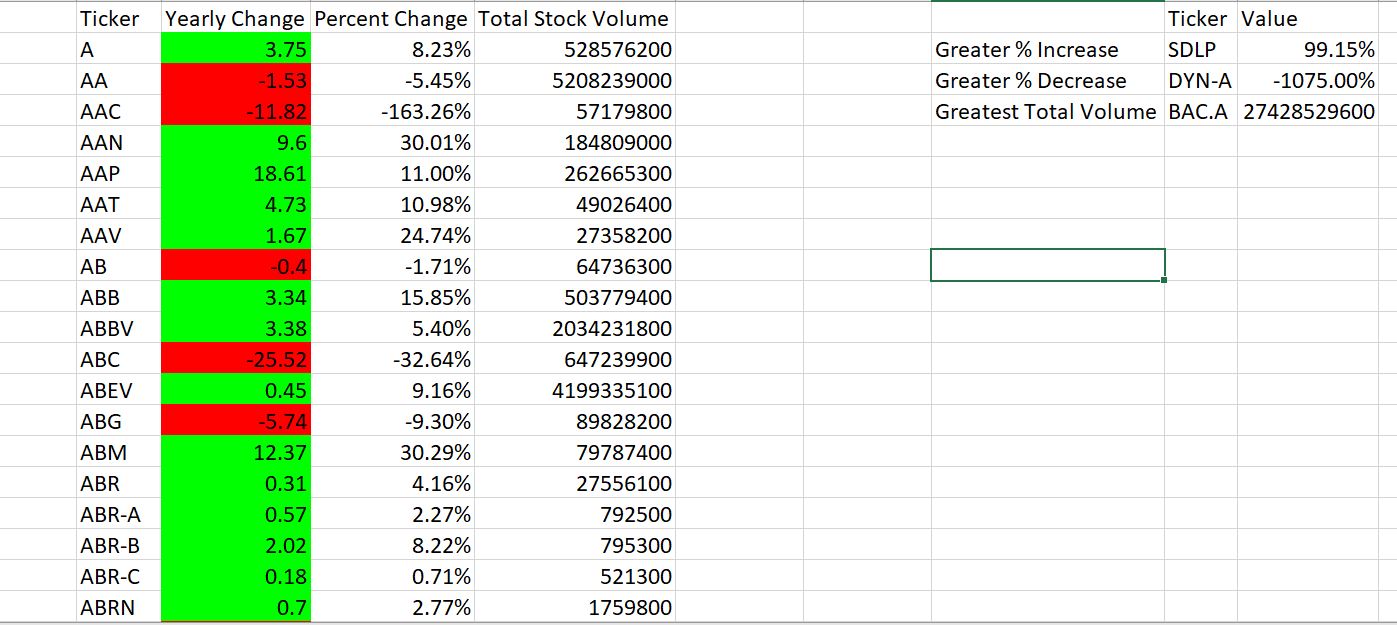 Ticker Yearly Change Percent Change Total Stock Volume Ticker Value
A 3.75 8.23% 528576200 Greater % Increase SDLP 99.15%
AA -1.53 -5.45% 5208239000 Greater % Decrease DYN-A -1075.00%
AAC -11.82 -163.26% 57179800 Greatest Total Volume BAC.A 27428529600
AAN 9.6 30.01% 184809000
AAP 18.61 11.00% 262665300
AAT 4.73 10.98% 49026400
AAV 1.67 24.74% 27358200
AB -0.4 -1.71% 64736300
ABB 3.34 15.85% 503779400
ABBV 3.38 5.40% 2034231800
ABC -25.52 -32.64% 647239900
ABEV 0.45 9.16% 4199335100
ABG -5.74 -9.30% 89828200
ABM 12.37 30.29% 79787400
ABR 0.31 4.16% 27556100
ABR-A 0.57 2.27% 792500
ABR-B 2.02 8.22% 795300
ABR-C 0.18 0.71% 521300
ABRN 0.7 2.77% 1759800